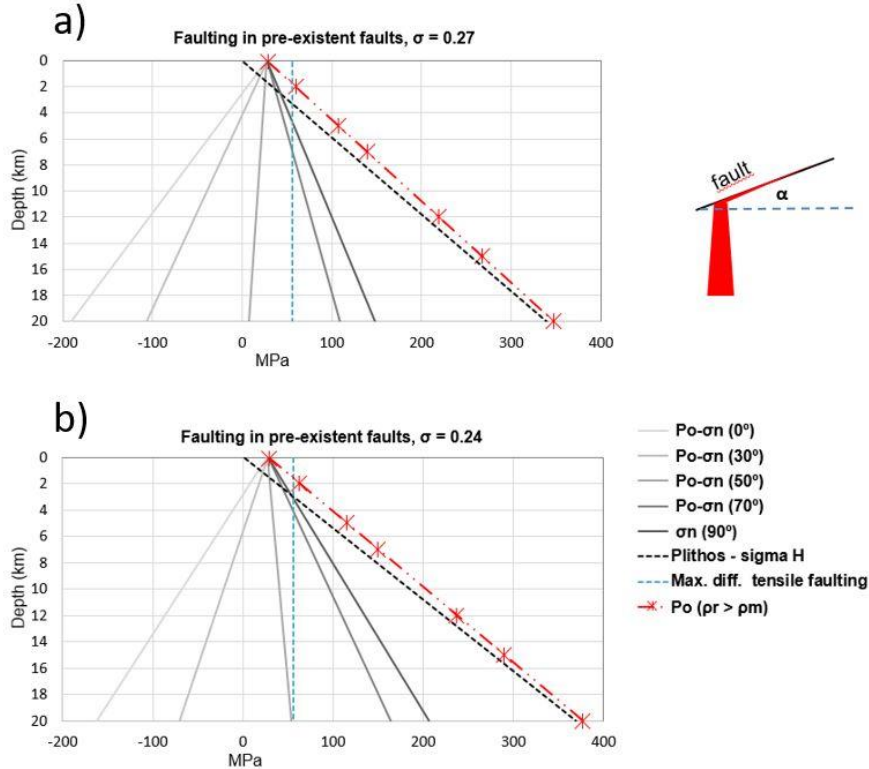 a)
Faulting in pre-existent faults, σ = 0.27
Depth (km)
0
2
4
6
8
10
12
14
16
18
20
-200 -100 0 100 200 300 400
MPa
fault
α
b)
Faulting in pre-existent faults, σ = 0.24
Depth (km)
0
2
4
6
8
10
12
14
16
18
20
-200 -100 0 100 200 300 400
MPa
Po-σn (0º)
Po-σn (30º)
Po-σn (50º)
Po-σn (70º)
σn (90º)
Plithos - sigma H
Max. diff. tensile faulting
Po (ρr > ρm)